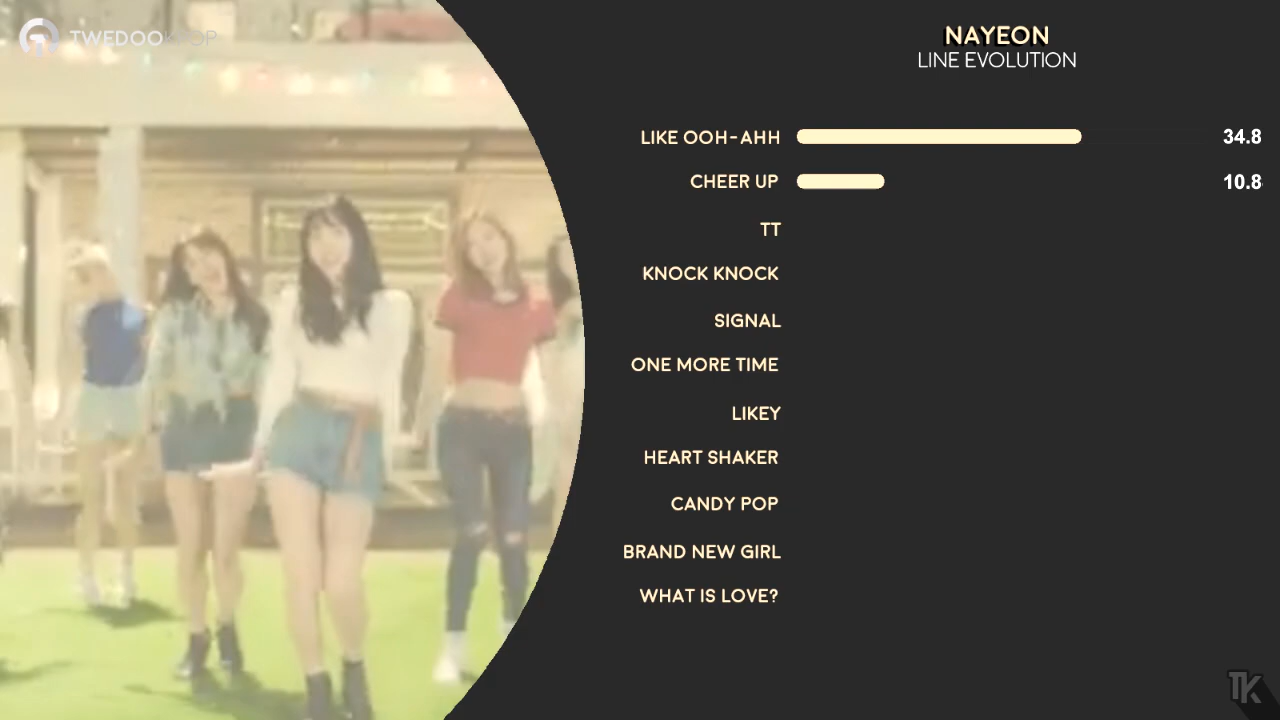 TWEDOOKPOP
NAYEON
LINE EVOLUTION
LIKE OOH-AHH 34.8
CHEER UP 10.8
TT
KNOCK KNOCK
SIGNAL
ONE MORE TIME
LIKEY
HEART SHAKER
CANDY POP
BRAND NEW GIRL
WHAT IS LOVE?
TK